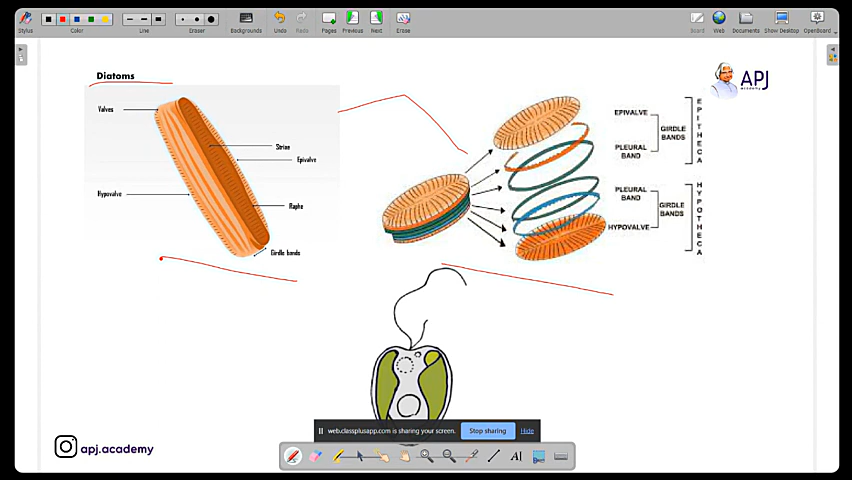 Stylus
Color
Line
Eraser
Backgrounds
Undo
Redo
Pages
Previous
Next
Erase
Board
Web
Documents
Show Desktop
OpenBoard
Diatoms
APJ
academy
Valves
Striae
Epivalve
Hypovalve
Raphe
Girdle bands
EPIVALVE
GIRDLE
BANDS
PLEURAL
BAND
EPITHECA
PLEURAL
BAND
GIRDLE
BANDS
HYPOVALVE
HYPOTHECA
apj.academy
web.classplusapp.com is sharing your screen.
Stop sharing
Hide